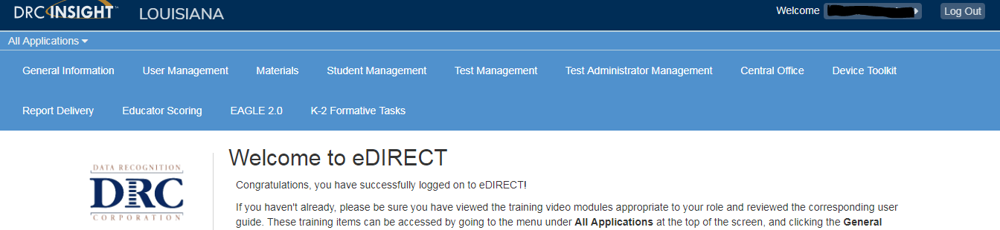 DRC INSIGHT™ LOUISIANA Welcome Log Out
All Applications
General Information User Management Materials Student Management Test Management Test Administrator Management Central Office Device Toolkit
Report Delivery Educator Scoring EAGLE 2.0 K-2 Formative Tasks
Welcome to eDIRECT
DATA RECOGNITION
DRC
CORPORATION
Congratulations, you have successfully logged on to eDIRECT!
If you haven't already, please be sure you have viewed the training video modules appropriate to your role and reviewed the corresponding user
guide. These training items can be accessed by going to the menu under All Applications at the top of the screen, and clicking the General